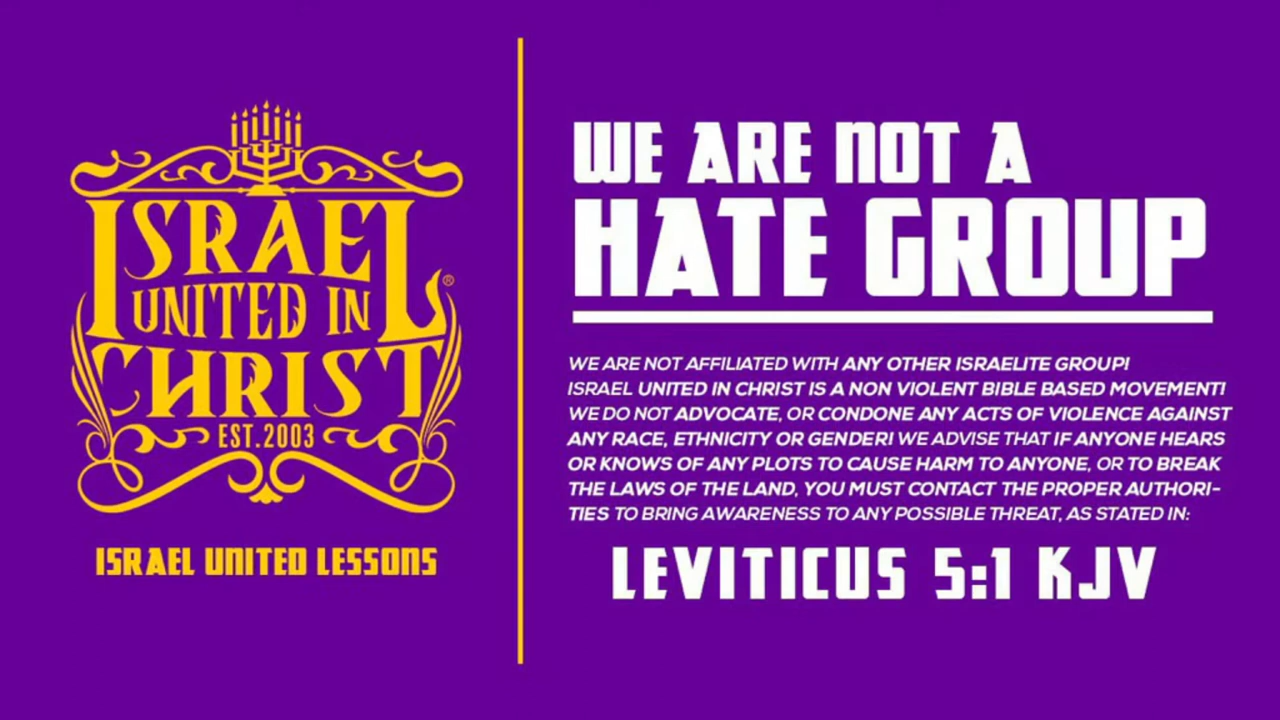 ISRAEL
UNITED IN
CHRIST
®
EST.2003
ISRAEL UNITED LESSONS
WE ARE NOT A
HATE GROUP
WE ARE NOT AFFILIATED WITH ANY OTHER ISRAELITE GROUP!
ISRAEL UNITED IN CHRIST IS A NON VIOLENT BIBLE BASED MOVEMENT!
WE DO NOT ADVOCATE, OR CONDONE ANY ACTS OF VIOLENCE AGAINST
ANY RACE, ETHNICITY OR GENDER! WE ADVISE THAT IF ANYONE HEARS
OR KNOWS OF ANY PLOTS TO CAUSE HARM TO ANYONE, OR TO BREAK
THE LAWS OF THE LAND, YOU MUST CONTACT THE PROPER AUTHORI-
TIES TO BRING AWARENESS TO ANY POSSIBLE THREAT, AS STATED IN:
LEVITICUS 5:1 KJV